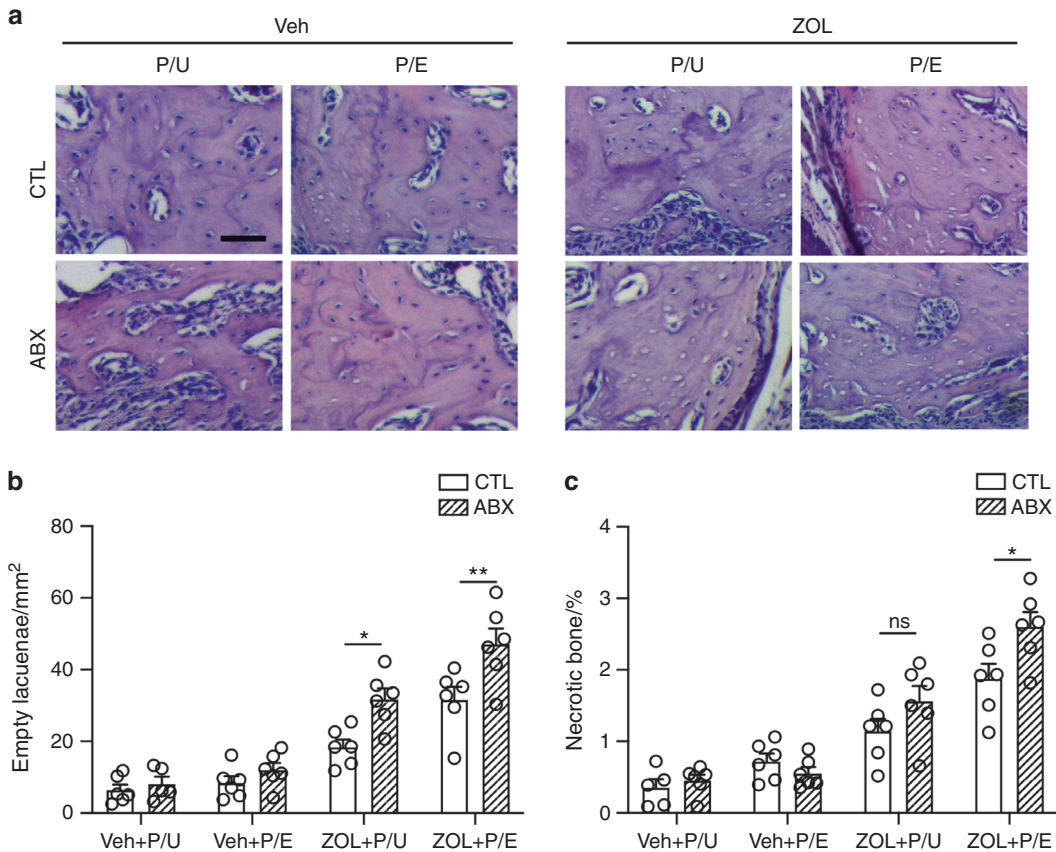 a
Veh
ZOL
P/U
P/E
P/U
P/E
CTL
ABX
b
CTL
ABX
Empty lacuenae/mm²
80
60
40
20
0
*
**
Veh+P/U
Veh+P/E
ZOL+P/U
ZOL+P/E
c
CTL
ABX
Necrotic bone/%
4
3
2
1
0
ns
*
Veh+P/U
Veh+P/E
ZOL+P/U
ZOL+P/E